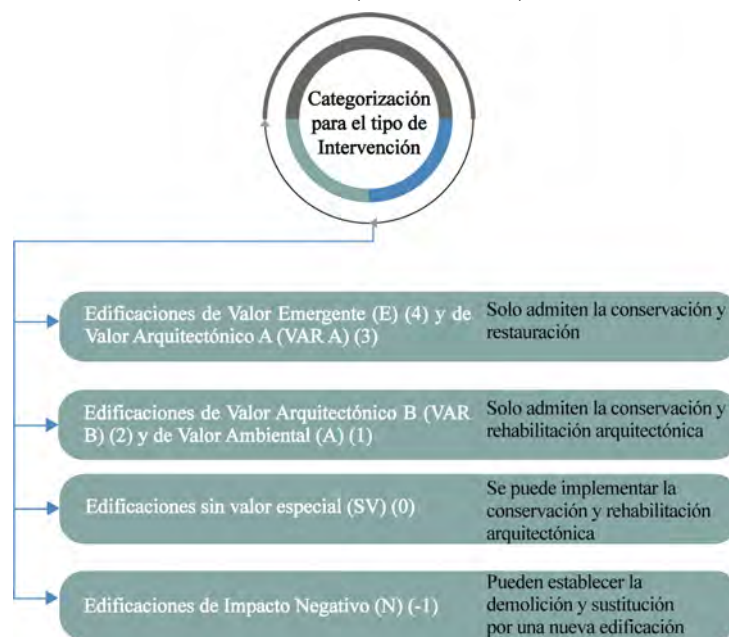 Categorización
para el tipo de
Intervención
Edificaciones de Valor Emergente (E) (4) y de
Valor Arquitectónico A (VAR A) (3)
Solo admiten la conservación y
restauración
Edificaciones de Valor Arquitectónico B (VAR
B) (2) y de Valor Ambiental (A) (1)
Solo admiten la conservación y
rehabilitación arquitectónica
Edificaciones sin valor especial (SV) (0)
Se puede implementar la
conservación y rehabilitación
arquitectónica
Edificaciones de Impacto Negativo (N) (-1)
Pueden establecer la
demolición y sustitución
por una nueva edificación